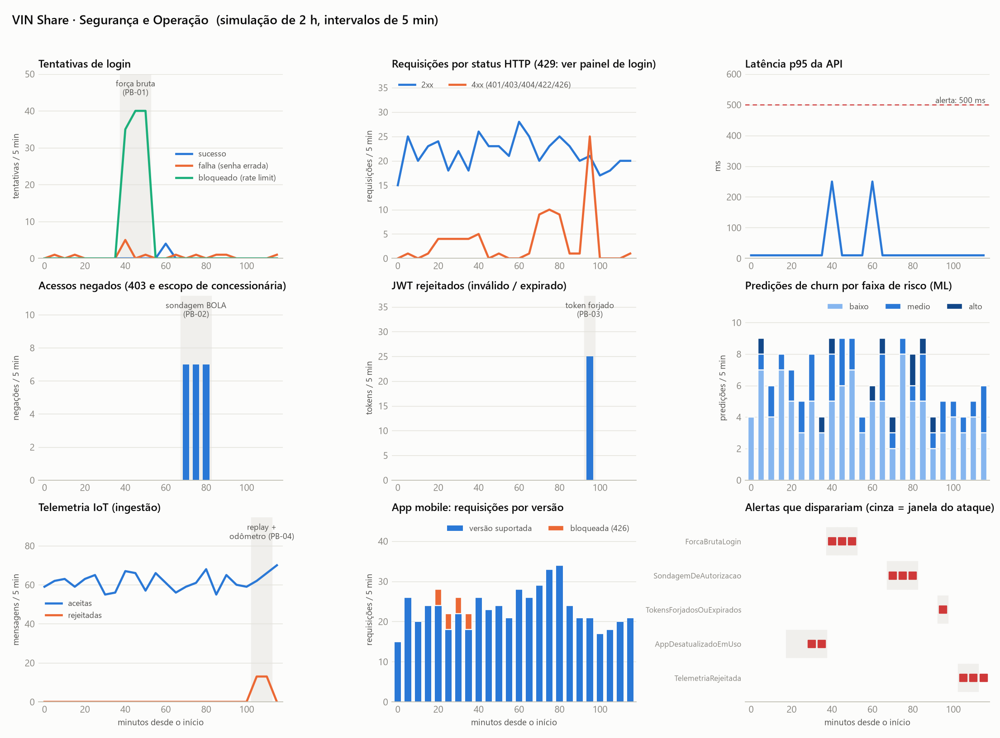 VIN Share · Segurança e Operação  (simulação de 2 h, intervalos de 5 min)
Tentativas de login
50
40
30
20
10
0
tentativas / 5 min
força bruta
(PB-01)
sucesso
falha (senha errada)
bloqueado (rate limit)
0 20 40 60 80 100
Requisições por status HTTP (429: ver painel de login)
2xx
4xx (401/403/404/422/426)
35
30
25
20
15
10
5
0
requisições / 5 min
0 20 40 60 80 100
Latência p95 da API
600
500
400
300
200
100
0
ms
alerta: 500 ms
0 20 40 60 80 100
Acessos negados (403 e escopo de concessionária)
sondagem BOLA
(PB-02)
10
8
6
4
2
0
negações / 5 min
0 20 40 60 80 100
JWT rejeitados (inválido / expirado)
token forjado
(PB-03)
35
30
25
20
15
10
5
0
tokens / 5 min
0 20 40 60 80 100
Predições de churn por faixa de risco (ML)
baixo
medio
alto
10
8
6
4
2
0
predições / 5 min
0 20 40 60 80 100
Telemetria IoT (ingestão)
replay +
odômetro (PB-04)
80
60
40
20
0
mensagens / 5 min
aceitas
rejeitadas
0 20 40 60 80 100
minutos desde o início
App mobile: requisições por versão
versão suportada
bloqueada (426)
40
30
20
10
0
requisições / 5 min
0 20 40 60 80 100
minutos desde o início
Alertas que disparariam (cinza = janela do ataque)
ForcaBrutaLogin
SondagemDeAutorizacao
TokensForjadosOuExpirados
AppDesatualizadoEmUso
TelemetriaRejeitada
0 20 40 60 80 100
minutos desde o início